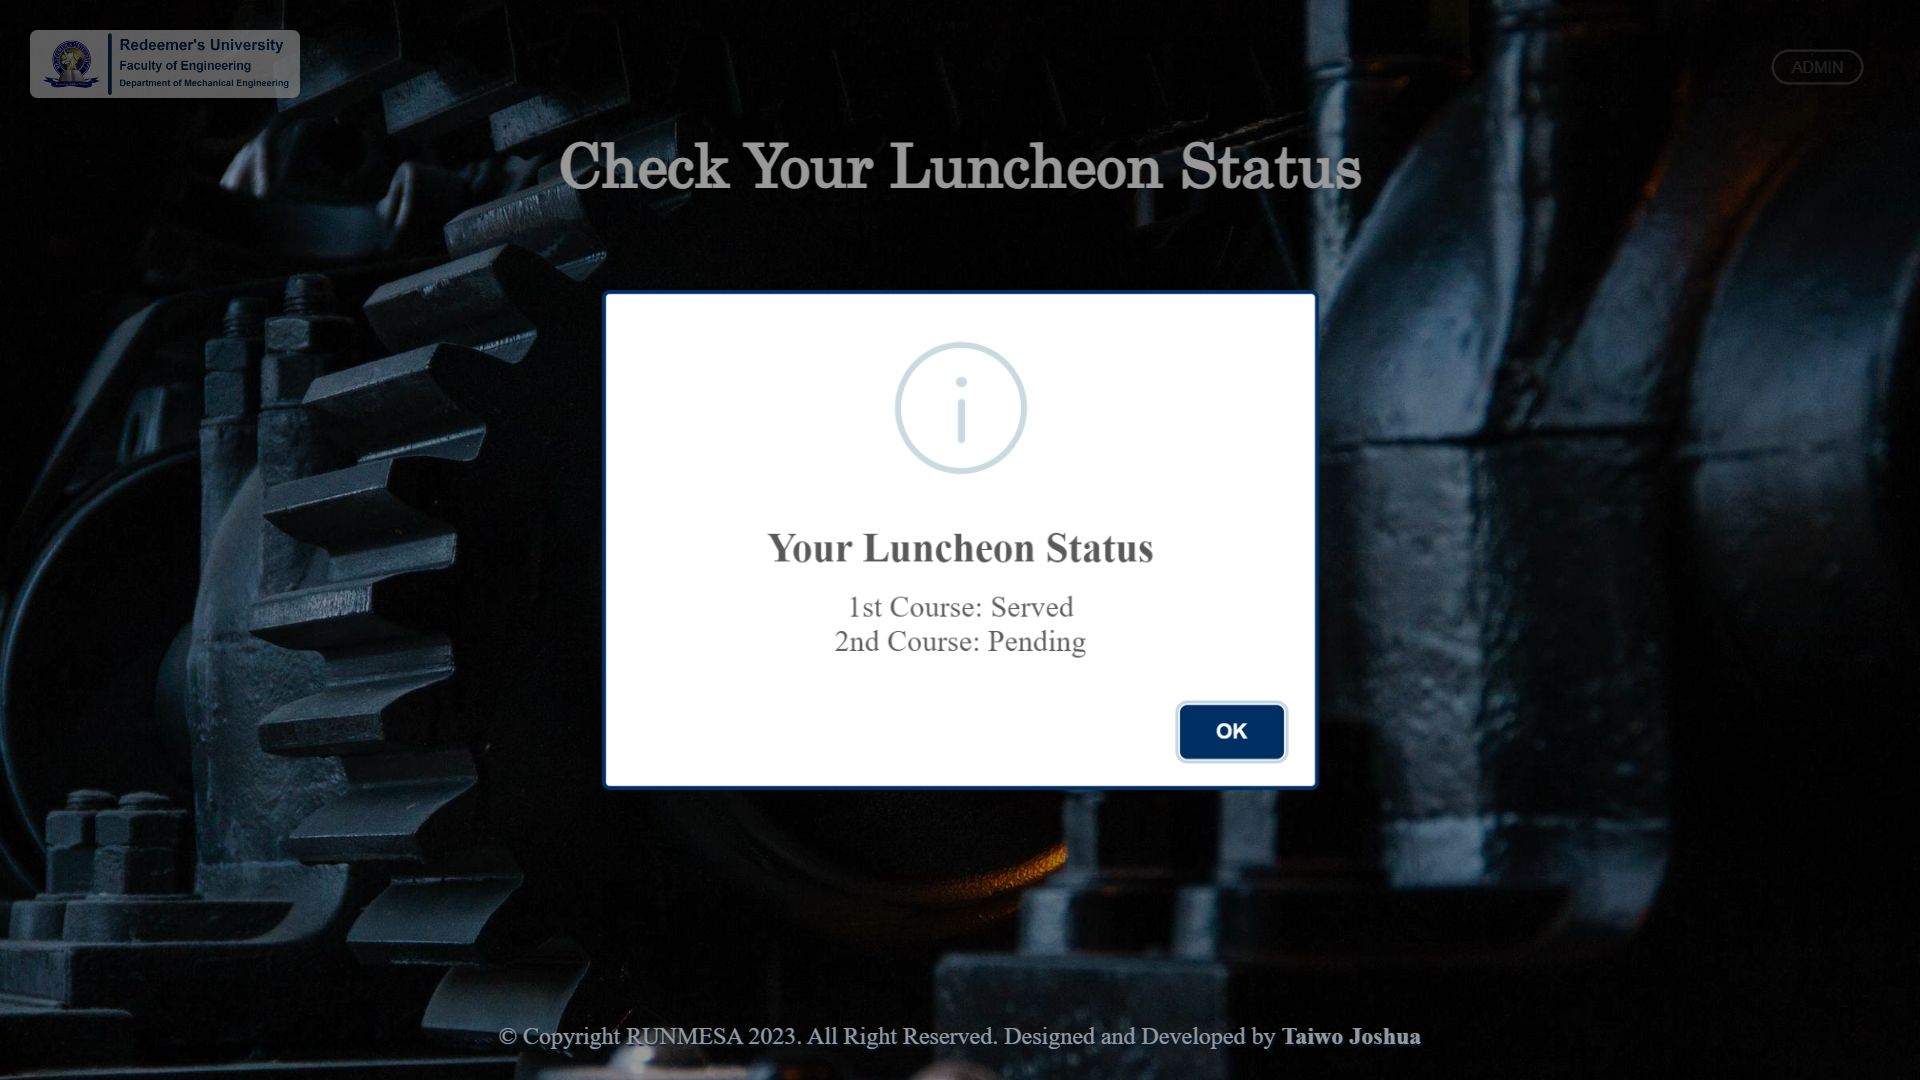 Redeemer's University
Faculty of Engineering
Department of Mechanical Engineering
ADMIN
Check Your Luncheon Status
Your Luncheon Status
1st Course: Served
2nd Course: Pending
OK
© Copyright RUNMESA 2023. All Right Reserved. Designed and Developed by Taiwo Joshua